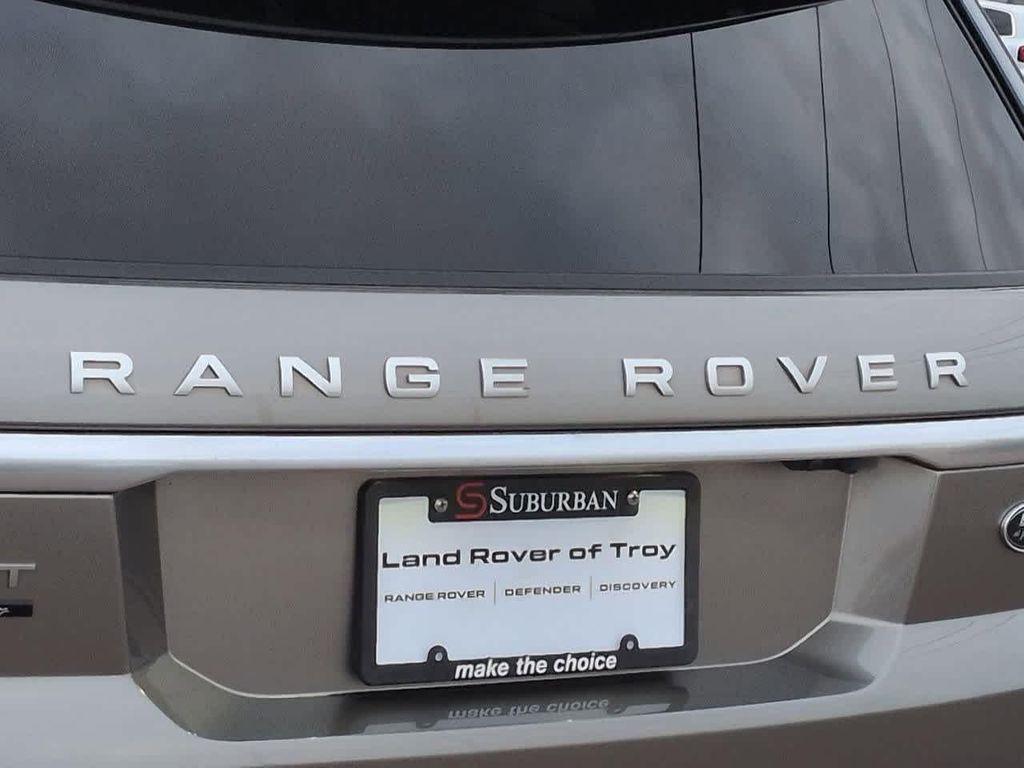 RANGE ROVER
SUBURBAN
Land Rover of Troy
RANGE ROVER | DEFENDER | DISCOVERY
make the choice
T